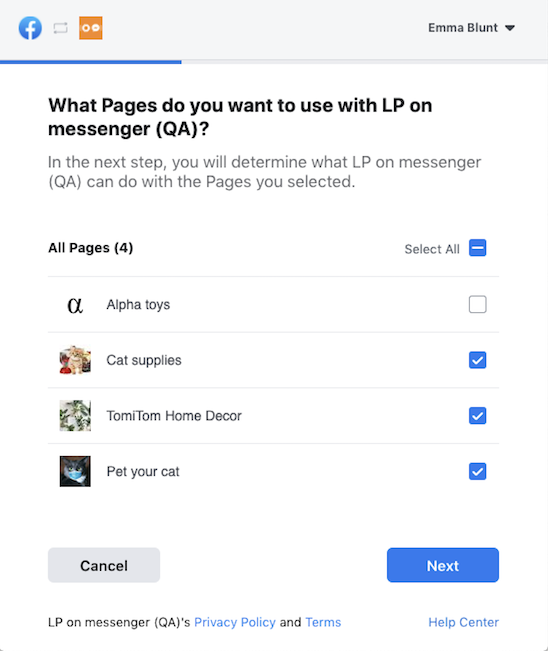 Emma Blunt
What Pages do you want to use with LP on
messenger (QA)?
In the next step, you will determine what LP on messenger
(QA) can do with the Pages you selected.
All Pages (4)
Select All
α Alpha toys
Cat supplies
TomiTom Home Decor
Pet your cat
Cancel
Next
LP on messenger (QA)'s Privacy Policy and Terms
Help Center